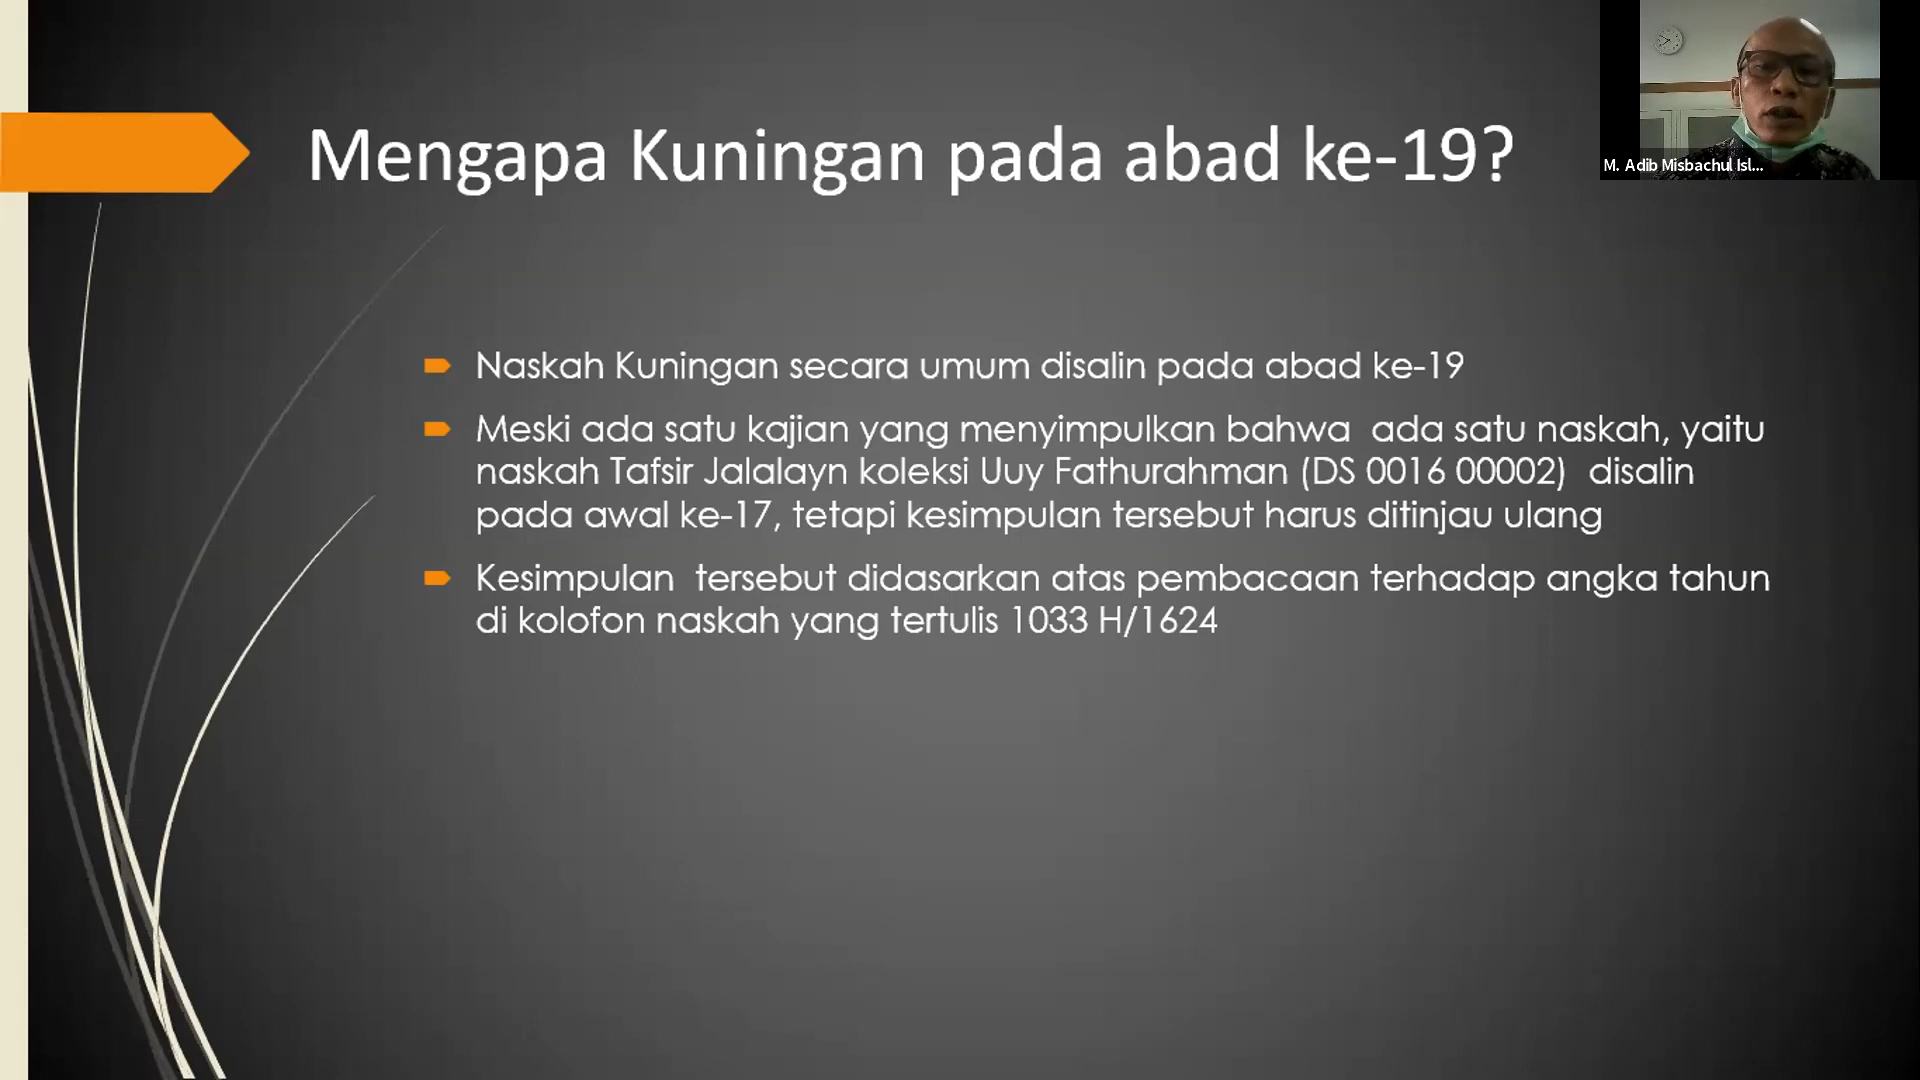 Mengapa Kuningan pada abad ke-19?
M. Adib Misbachul Isl...
Naskah Kuningan secara umum disalin pada abad ke-19
Meski ada satu kajian yang menyimpulkan bahwa  ada satu naskah, yaitu
naskah Tafsir Jalalayn koleksi Uuy Fathurahman (DS 0016 00002)  disalin
pada awal ke-17, tetapi kesimpulan tersebut harus ditinjau ulang
Kesimpulan  tersebut didasarkan atas pembacaan terhadap angka tahun
di kolofon naskah yang tertulis 1033 H/1624